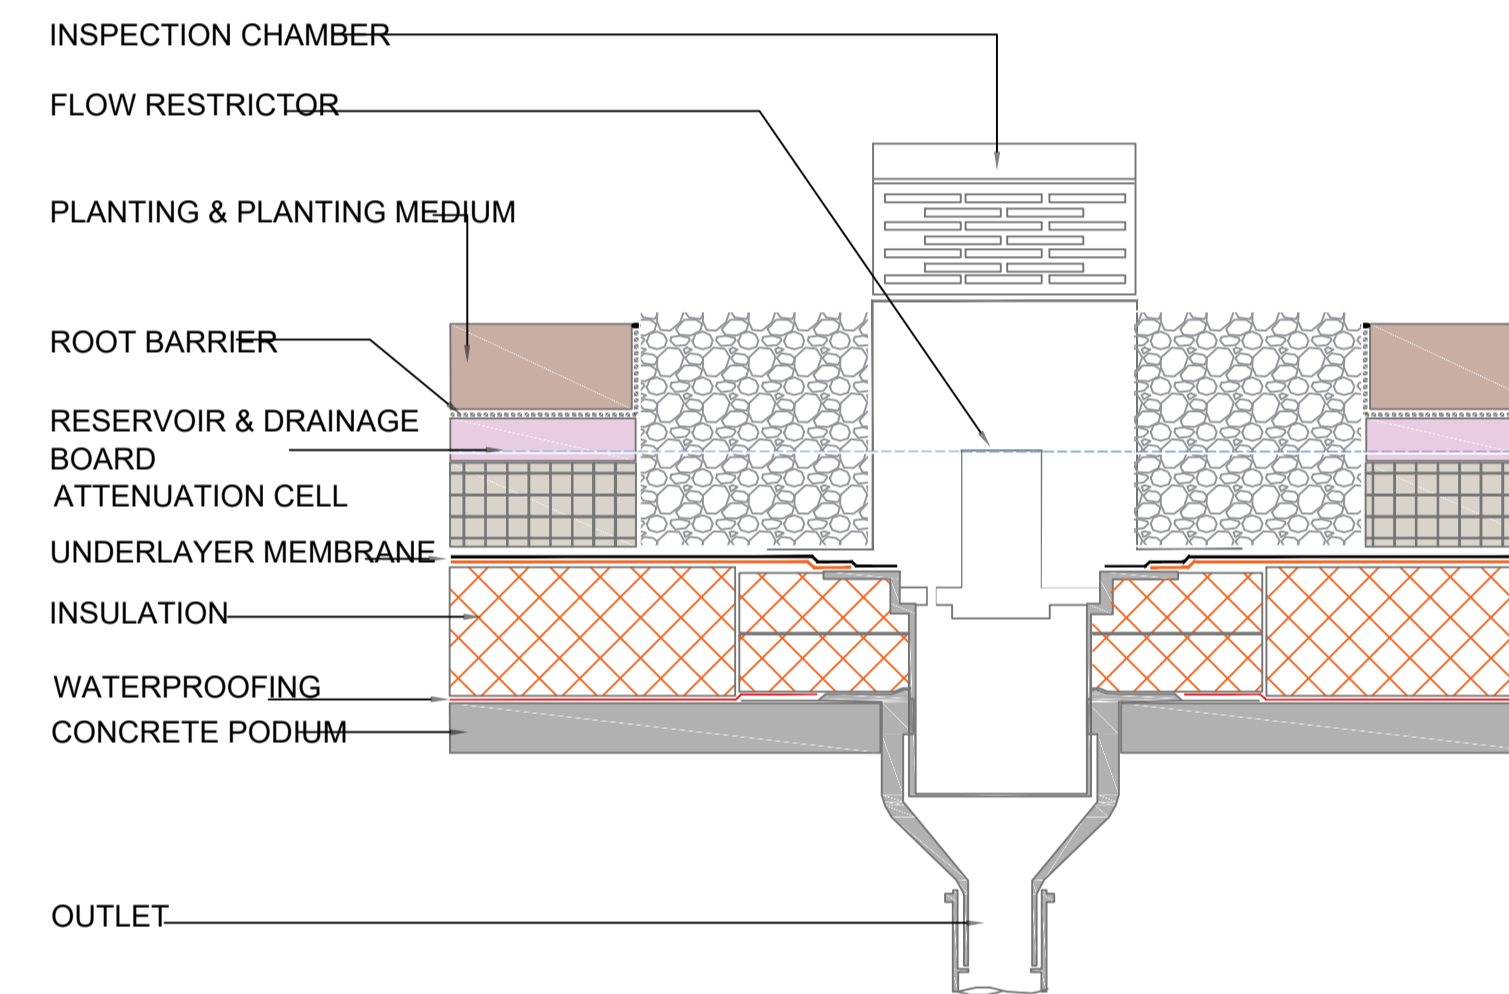 INSPECTION CHAMBER
FLOW RESTRICTOR
PLANTING & PLANTING MEDIUM
ROOT BARRIER
RESERVOIR & DRAINAGE
BOARD
ATTENUATION CELL
UNDERLAYER MEMBRANE
INSULATION
WATERPROOFING
CONCRETE PODIUM
OUTLET